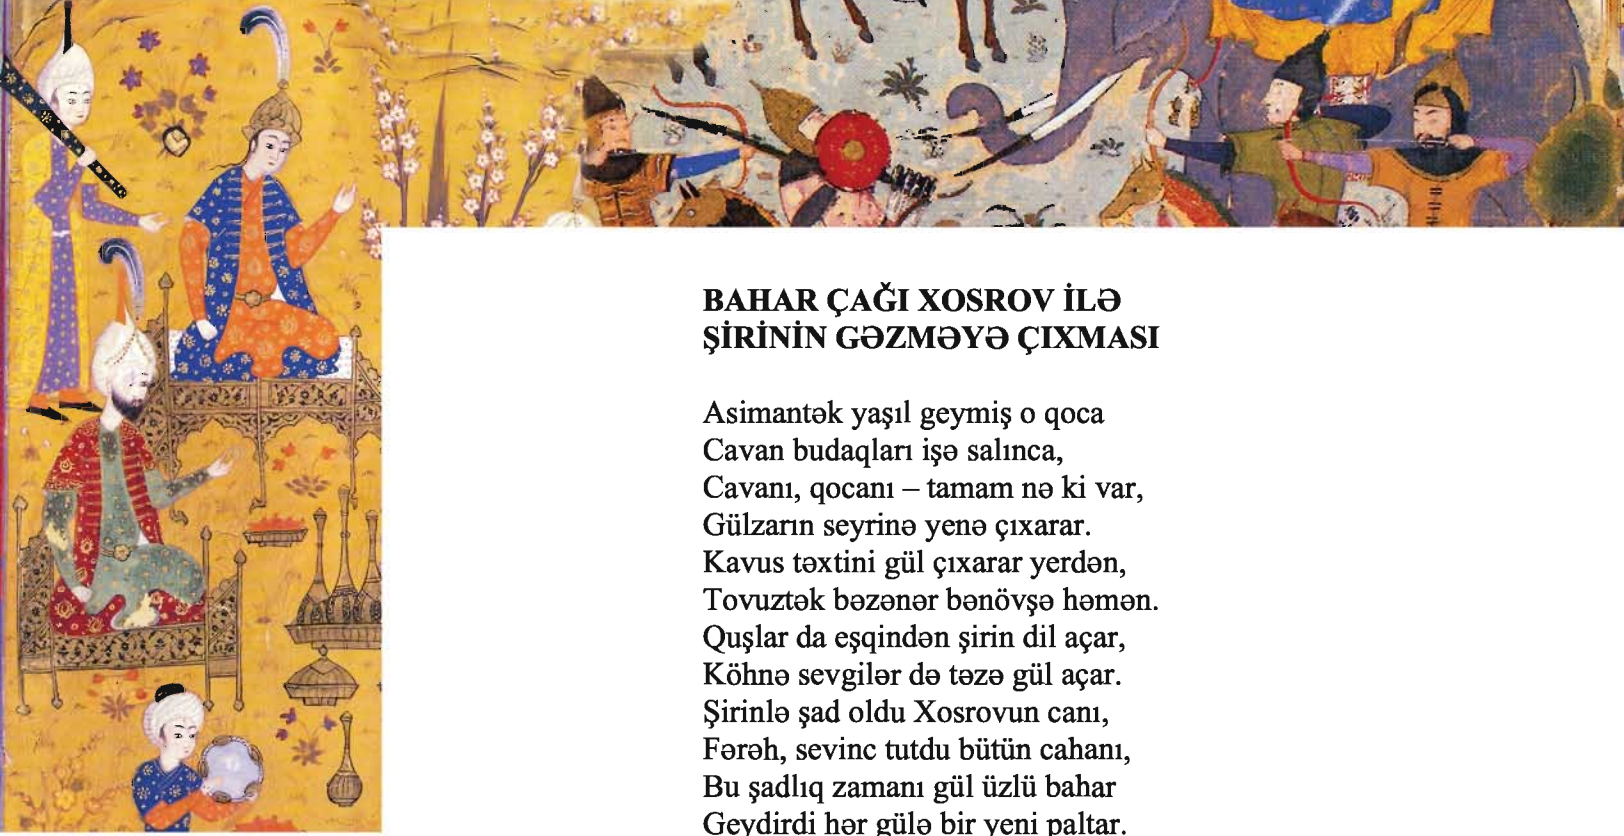 BAHAR ÇAĞI XOSROV İLƏ
ŞİRİNİN GƏZMƏYƏ ÇIXMASI
Asimantək yaşıl geymiş o qoca
Cavan budaqları işə salınca,
Cavanı, qocanı – tamam nə ki var,
Gülzarın seyrinə yenə çıxarar.
Kavus təxtini gül çıxarar yerdən,
Tovuztək bəzənər bənövşə həmən.
Quşlar da eşqindən şirin dil açar,
Köhnə sevgilər də təzə gül açar.
Şirinlə şad oldu Xosrovun canı,
Fərəh, sevinc tutdu bütün cahanı,
Bu şadlıq zamanı gül üzlü bahar
Geydirdi hər gülə bir yeni paltar.